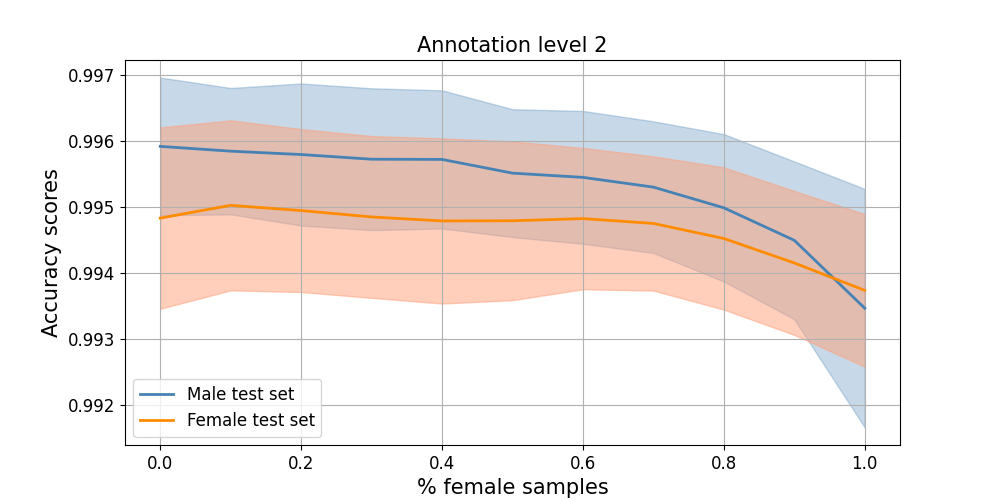 Annotation level 2
Accuracy scores
0.997
0.996
0.995
0.994
0.993
0.992
Male test set
Female test set
0.0 0.2 0.4 0.6 0.8 1.0
% female samples